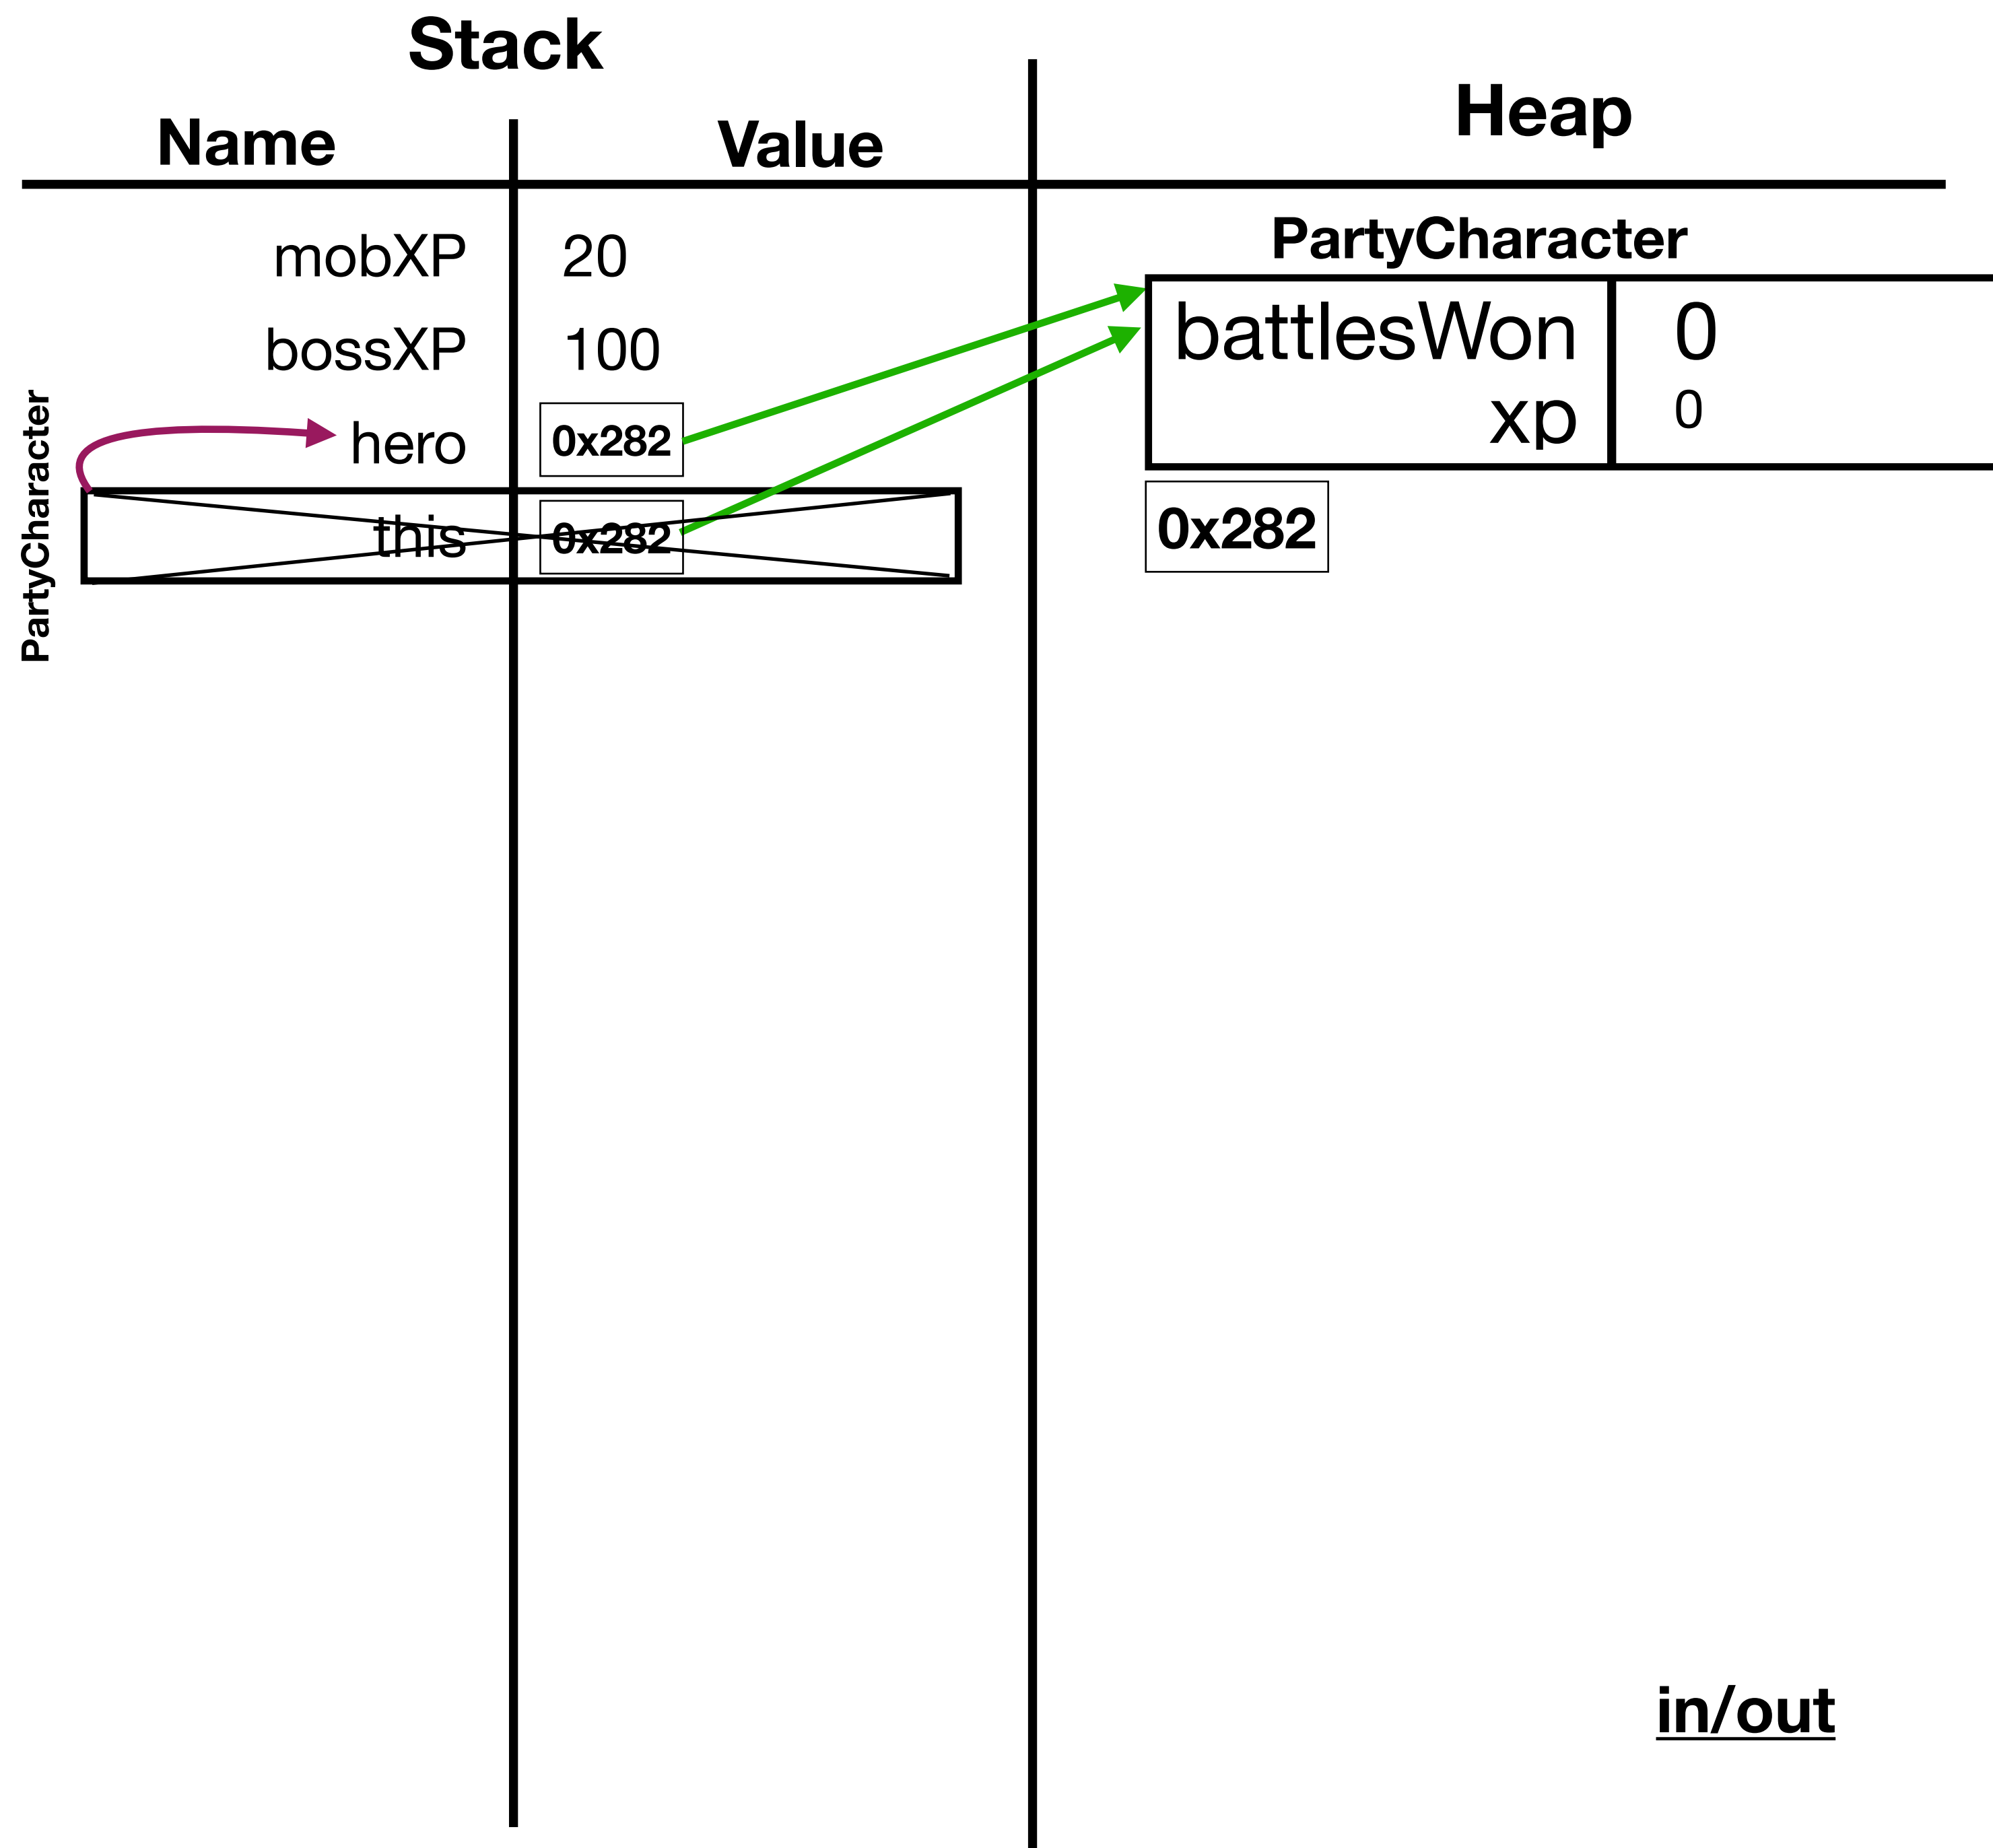 Stack
Heap
Name Value
PartyCharacter
mobXP 20
battlesWon 0
bossXP 100
xp 0
hero 0x282
this 0x282
0x282
PartyCharacter
in/out